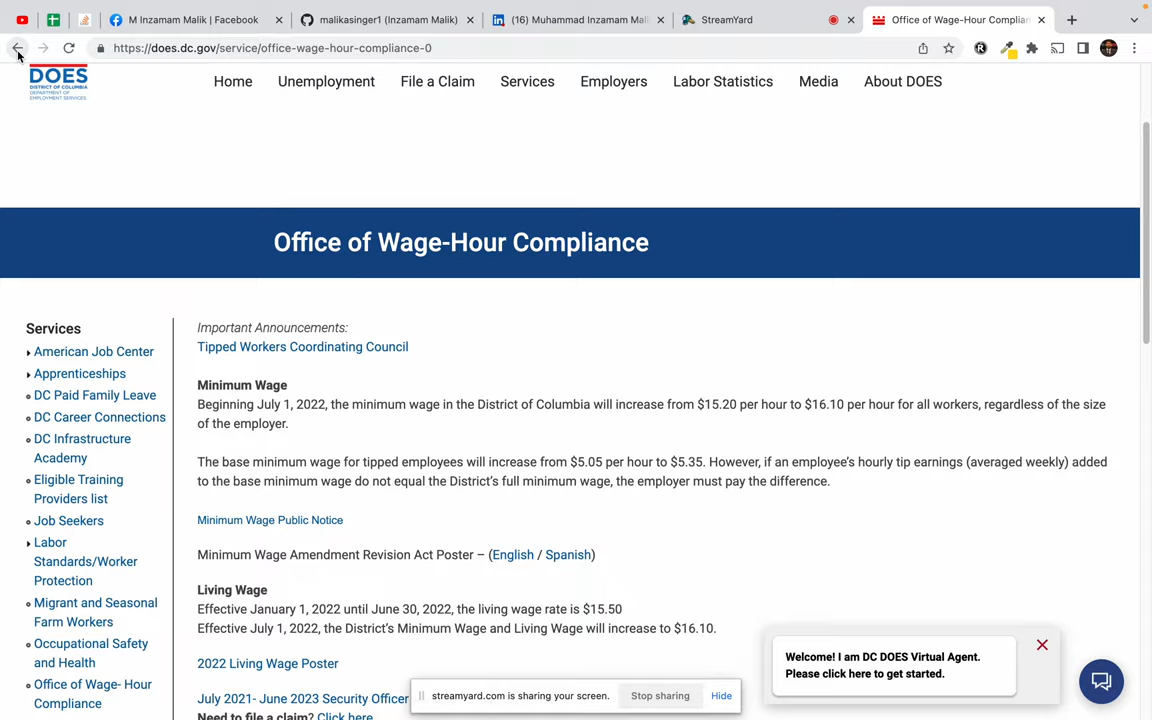 M Inzamam Malik | Facebook
malikasinger1 (Inzamam Malik)
(16) Muhammad Inzamam Malik
StreamYard
Office of Wage-Hour Complian
https://does.dc.gov/service/office-wage-hour-compliance-0
DOES
DISTRICT OF COLUMBIA
DEPARTMENT OF
EMPLOYMENT SERVICES
Home
Unemployment
File a Claim
Services
Employers
Labor Statistics
Media
About DOES
Office of Wage-Hour Compliance
Services
American Job Center
Apprenticeships
DC Paid Family Leave
DC Career Connections
DC Infrastructure
Academy
Eligible Training
Providers list
Job Seekers
Labor
Standards/Worker
Protection
Migrant and Seasonal
Farm Workers
Occupational Safety
and Health
Office of Wage- Hour
Compliance
Important Announcements:
Tipped Workers Coordinating Council
Minimum Wage
Beginning July 1, 2022, the minimum wage in the District of Columbia will increase from $15.20 per hour to $16.10 per hour for all workers, regardless of the size
of the employer.
The base minimum wage for tipped employees will increase from $5.05 per hour to $5.35. However, if an employee's hourly tip earnings (averaged weekly) added
to the base minimum wage do not equal the District's full minimum wage, the employer must pay the difference.
Minimum Wage Public Notice
Minimum Wage Amendment Revision Act Poster – (English / Spanish)
Living Wage
Effective January 1, 2022 until June 30, 2022, the living wage rate is $15.50
Effective July 1, 2022, the District's Minimum Wage and Living Wage will increase to $16.10.
2022 Living Wage Poster
July 2021- June 2023 Security Officer
Need to file a claim? Click here
streamyard.com is sharing your screen.
Stop sharing
Hide
Welcome! I am DC DOES Virtual Agent.
Please click here to get started.